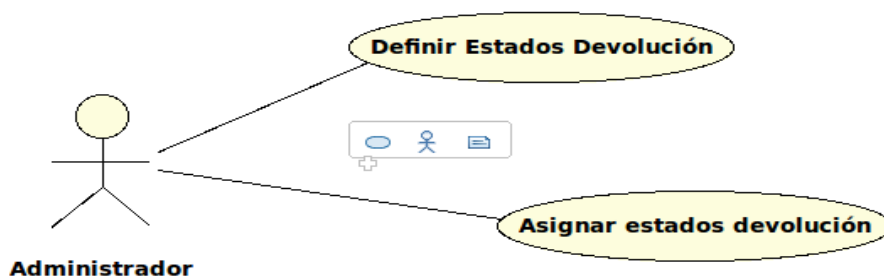 Definir Estados Devolución
Asignar estados devolución
Administrador